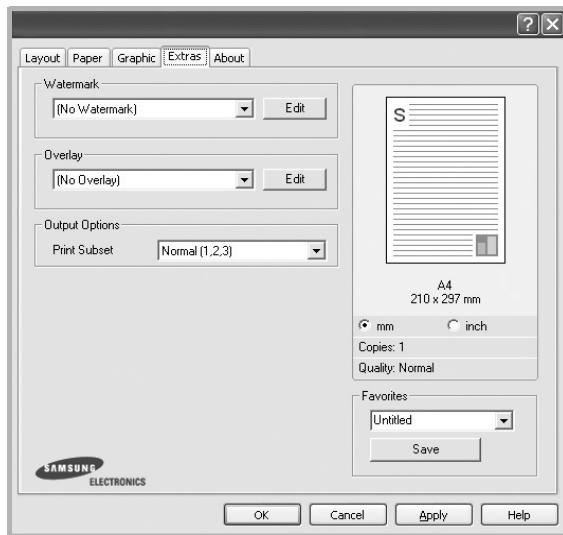 Layout Paper Graphic Extras About
Watermark
(No Watermark) Edit
Overlay
(No Overlay) Edit
Output Options
Print Subset Normal (1,2,3)
S
A4
210 x 297 mm
mm inch
Copies: 1
Quality: Normal
Favorites
Untitled
Save
SAMSUNG
ELECTRONICS
OK Cancel Apply Help